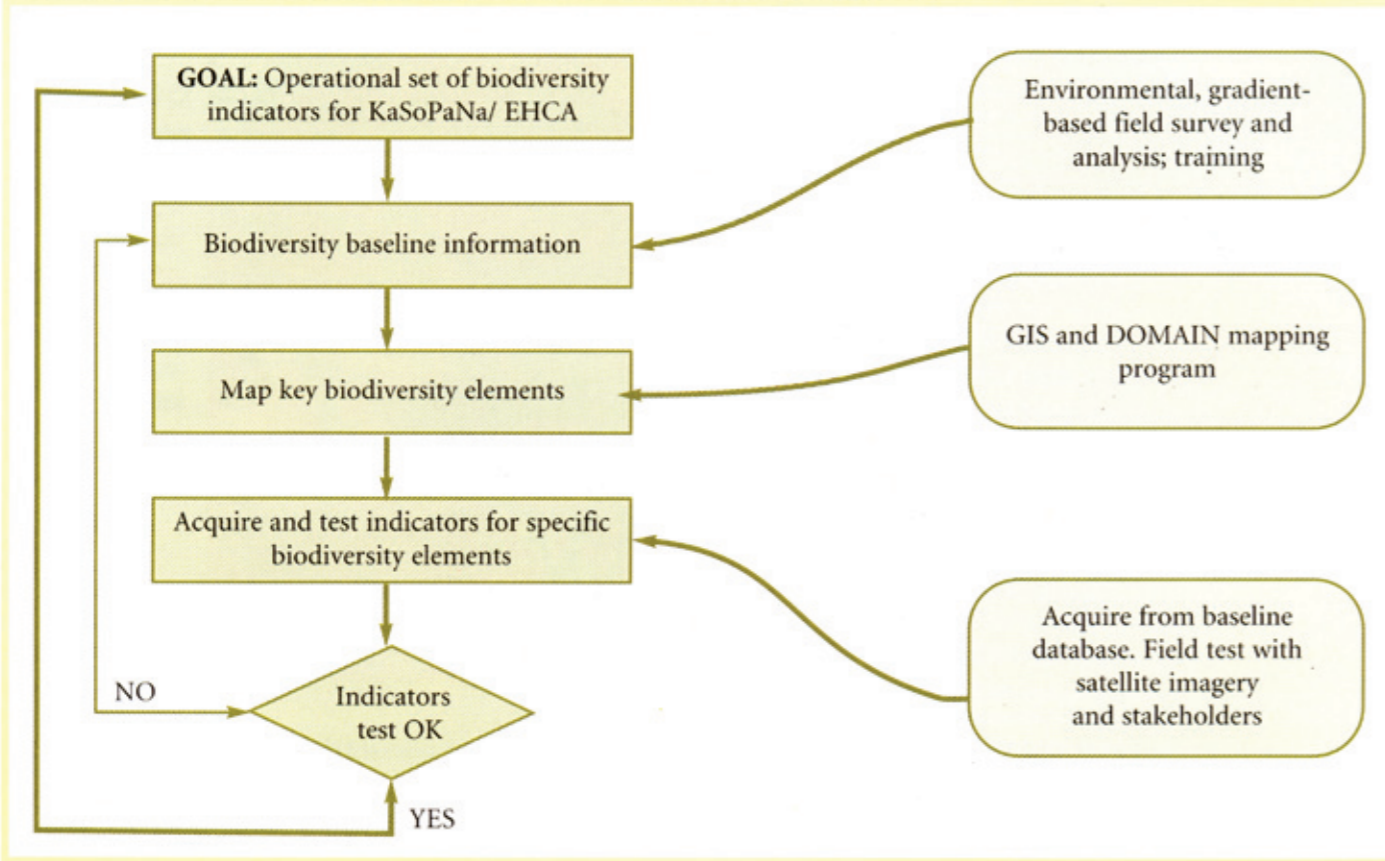 GOAL: Operational set of biodiversity
indicators for KaSoPaNa/ EHCA
Environmental, gradient-
based field survey and
analysis; training
Biodiversity baseline information
GIS and DOMAIN mapping
program
Map key biodiversity elements
Acquire and test indicators for specific
biodiversity elements
Acquire from baseline
database. Field test with
satellite imagery
and stakeholders
NO
Indicators
test OK
YES